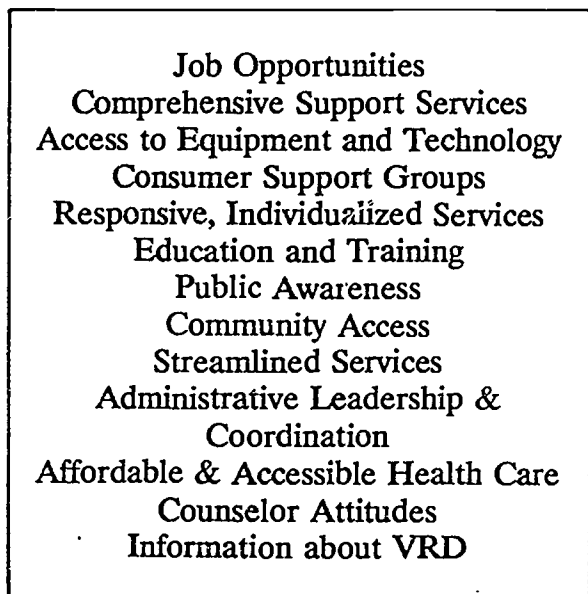 Job Opportunities
Comprehensive Support Services
Access to Equipment and Technology
Consumer Support Groups
Responsive, Individualized Services
Education and Training
Public Awareness
Community Access
Streamlined Services
Administrative Leadership &
Coordination
Affordable & Accessible Health Care
Counselor Attitudes
Information about VRD